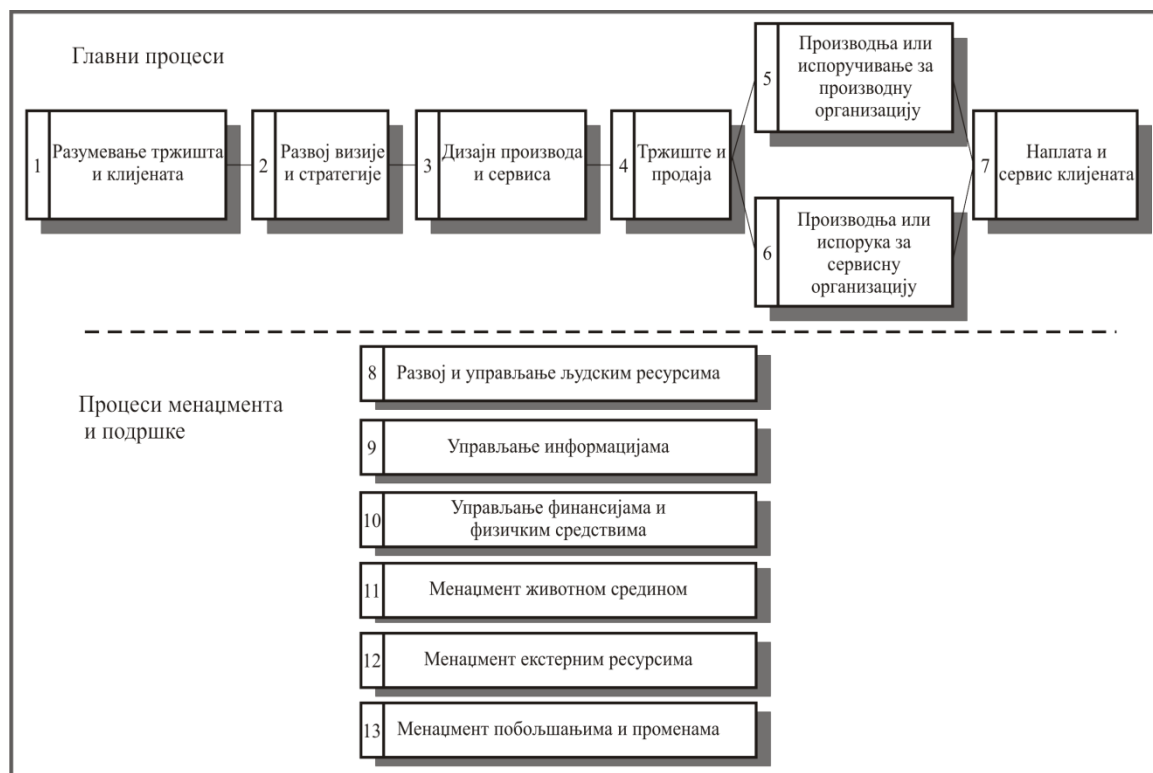 Главни процеси
1
Разумевање тржишта
и клијената
2
Развој визије
и стратегије
3
Дизајн производа
и сервиса
4
Тржиште и
продаја
5
Производња или
испоручивање за
производну
организацију
6
Производња или
испорука за
сервисну
организацију
7
Наплата и
сервис клијената
Процеси менаџмента
и подршке
8
Развој и управљање људским ресурсима
9
Управљање информацијама
10
Управљање финансијама и
физичким средствима
11
Менаџмент животном средином
12
Менаџмент екстерним ресурсима
13
Менаџмент побољшањима и променама